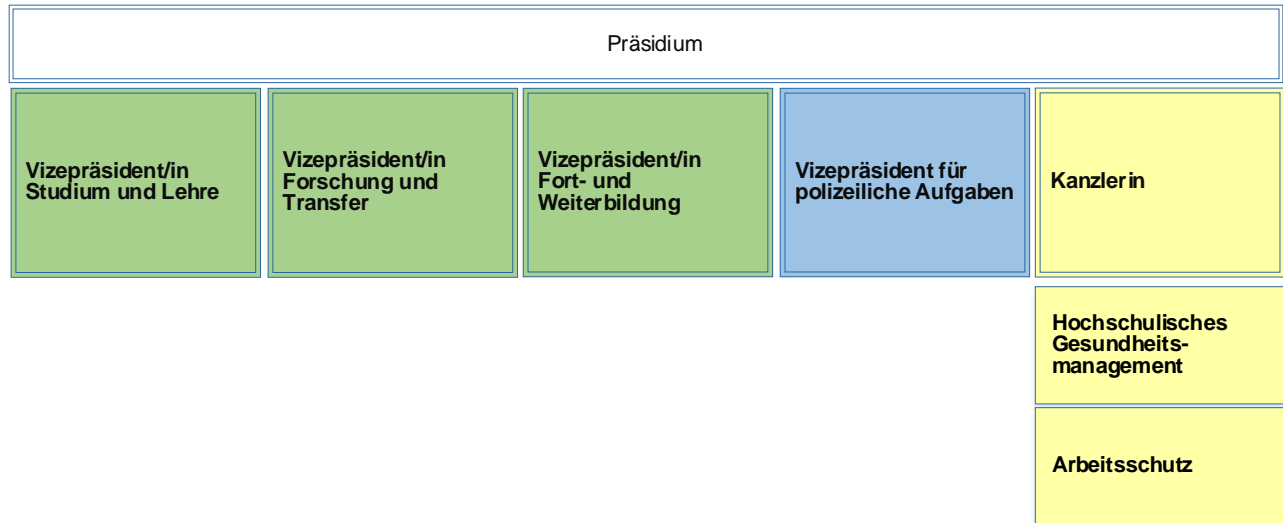 Präsidium
Vizepräsident/in
Studium und Lehre
Vizepräsident/in
Forschung und
Transfer
Vizepräsident/in
Fort- und
Weiterbildung
Vizepräsident für
polizeiliche Aufgaben
Kanzlerin
Hochschulisches
Gesundheits-
management
Arbeitsschutz